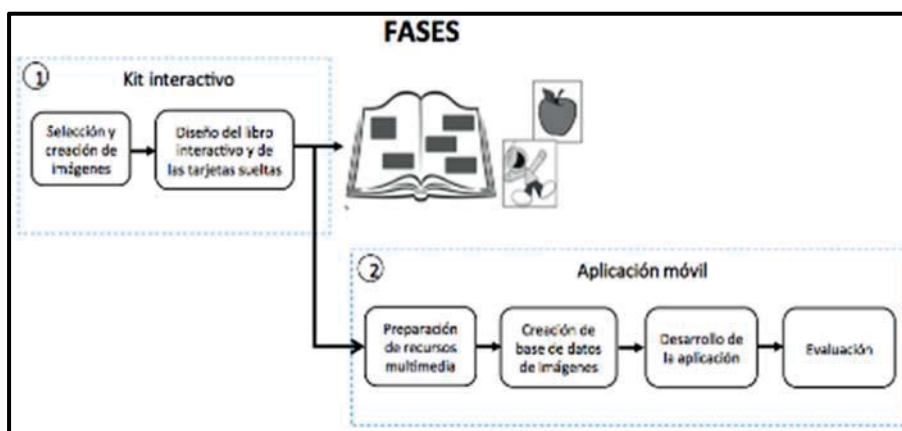 FASES
1
Kit interactivo
Selección y
creación de
imágenes
Diseño del libro
interactivo y de
las tarjetas sueltas
2
Aplicación móvil
Preparación
de recursos
multimedia
Creación de
base de datos
de imágenes
Desarrollo de
la aplicación
Evaluación